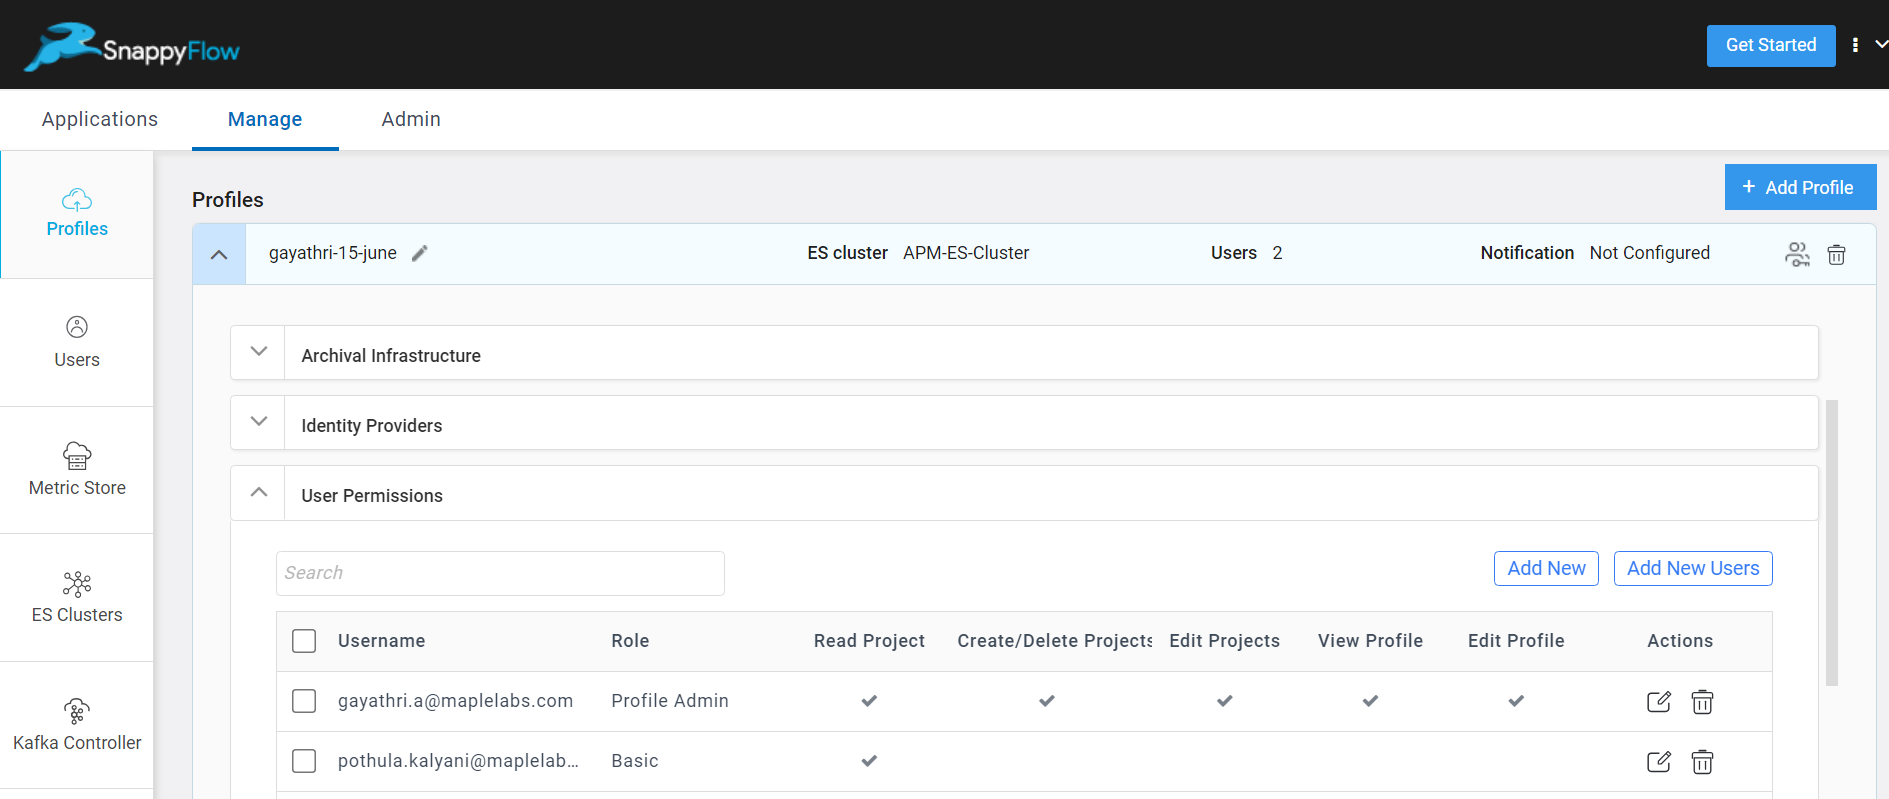 SnappyFlow
Get Started
Applications
Manage
Admin
Profiles
Users
Metric Store
ES Clusters
Kafka Controller
Profiles
+ Add Profile
gayathri-15-june
ES cluster APM-ES-Cluster
Users 2
Notification Not Configured
Archival Infrastructure
Identity Providers
User Permissions
Search
Add New
Add New Users
Username Role Read Project Create/Delete Projects Edit Projects View Profile Edit Profile Actions
gayathri.a@maplelabs.com Profile Admin
pothula.kalyani@maplelab... Basic